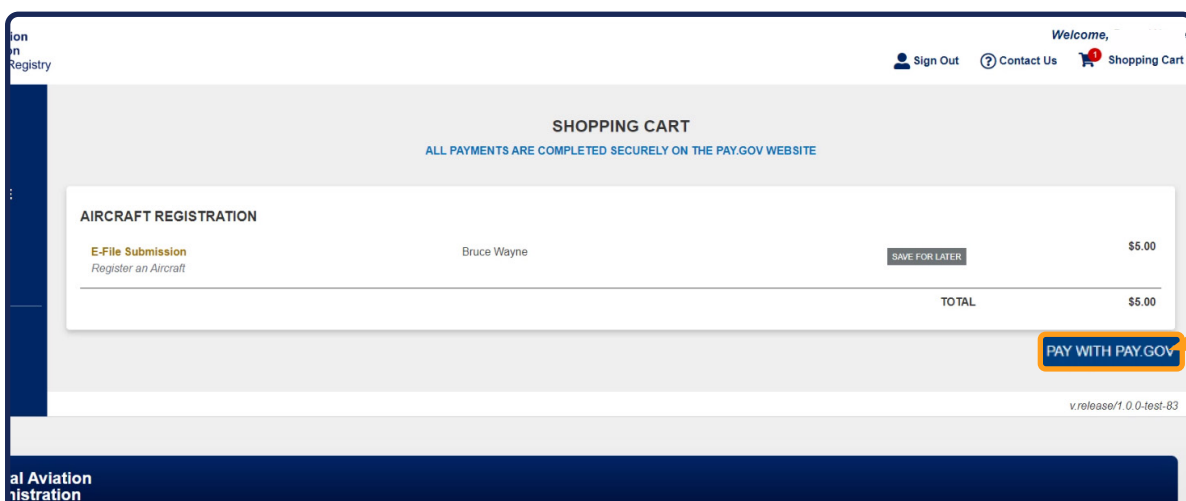 Welcome,
Registry
Sign Out
? Contact Us
1 Shopping Cart
SHOPPING CART
ALL PAYMENTS ARE COMPLETED SECURELY ON THE PAY.GOV WEBSITE
AIRCRAFT REGISTRATION
E-File Submission Bruce Wayne SAVE FOR LATER $5.00
Register an Aircraft
TOTAL $5.00
PAY WITH PAY.GOV
v.release/1.0.0-test-83
al Aviation
nistration